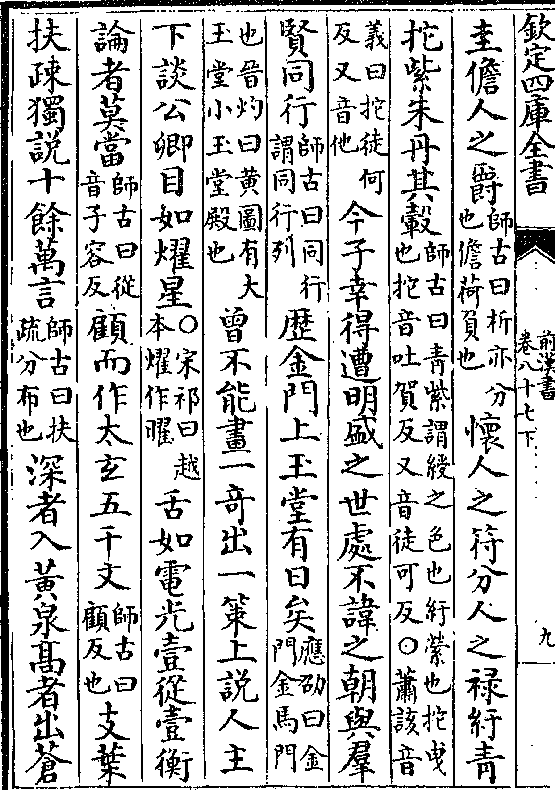 欽定四庫全書
前漢書
卷八十七下
九
圭儋人之爵師古曰析亦分也儋荷負也懷人之符分人之祿紆青
拕紫朱丹其轂師古曰青紫謂綬之色也紆縈也拕曵也拕音吐賀反又音徒可反○蕭該音
義曰拕徒何反又音他今子幸得遭明盛之世處不諱之朝與羣
賢同行師古曰同行謂同行列歴金門上玉堂有日矣應劭曰金門金馬門
也晉灼曰黄圖有大玉堂小玉堂殿也曾不能畫一竒出一策上說人主
下談公卿目如燿星○宋祁曰越本燿作曜舌如電光壹從壹衡
論者莫當師古曰從音子容反顧而作太玄五千文師古曰顧反也支葉
扶疎獨說十餘萬言師古曰扶疏分布也深者入黄泉髙者出蒼